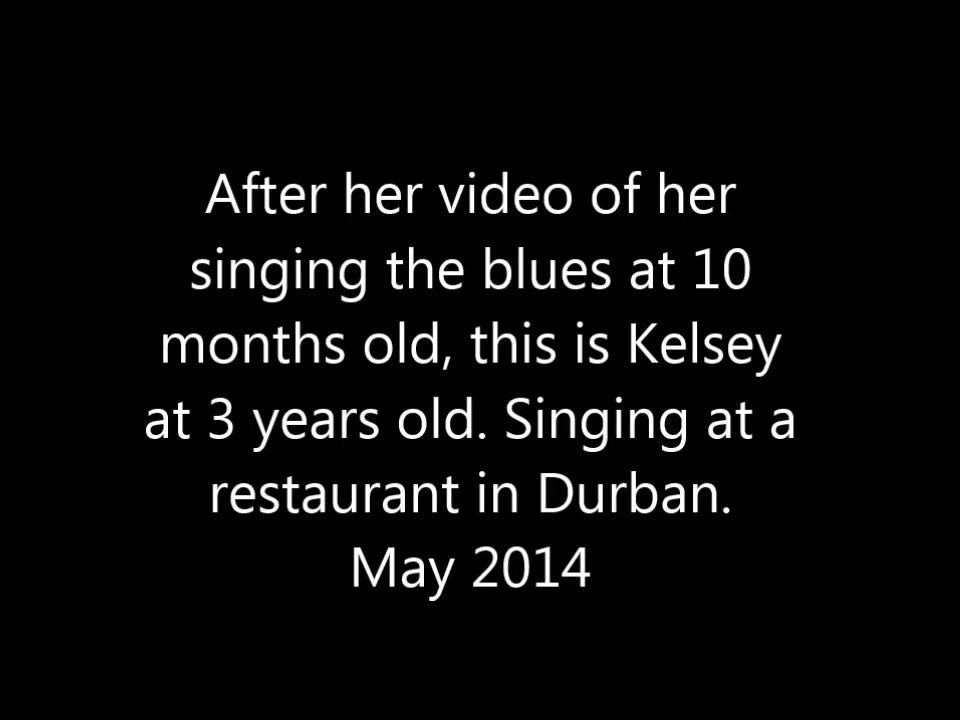 After her video of her
singing the blues at 10
months old, this is Kelsey
at 3 years old. Singing at a
restaurant in Durban.
May 2014